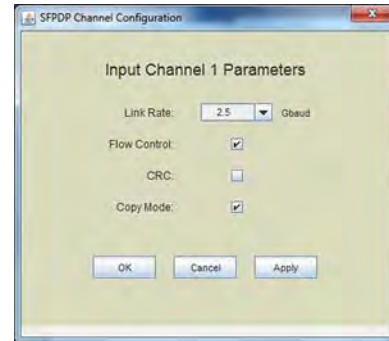 SFPDP Channel Configuration
Input Channel 1 Parameters
Link Rate: 2.5 Gbaud
Flow Control:
CRC:
Copy Mode:
OK Cancel Apply